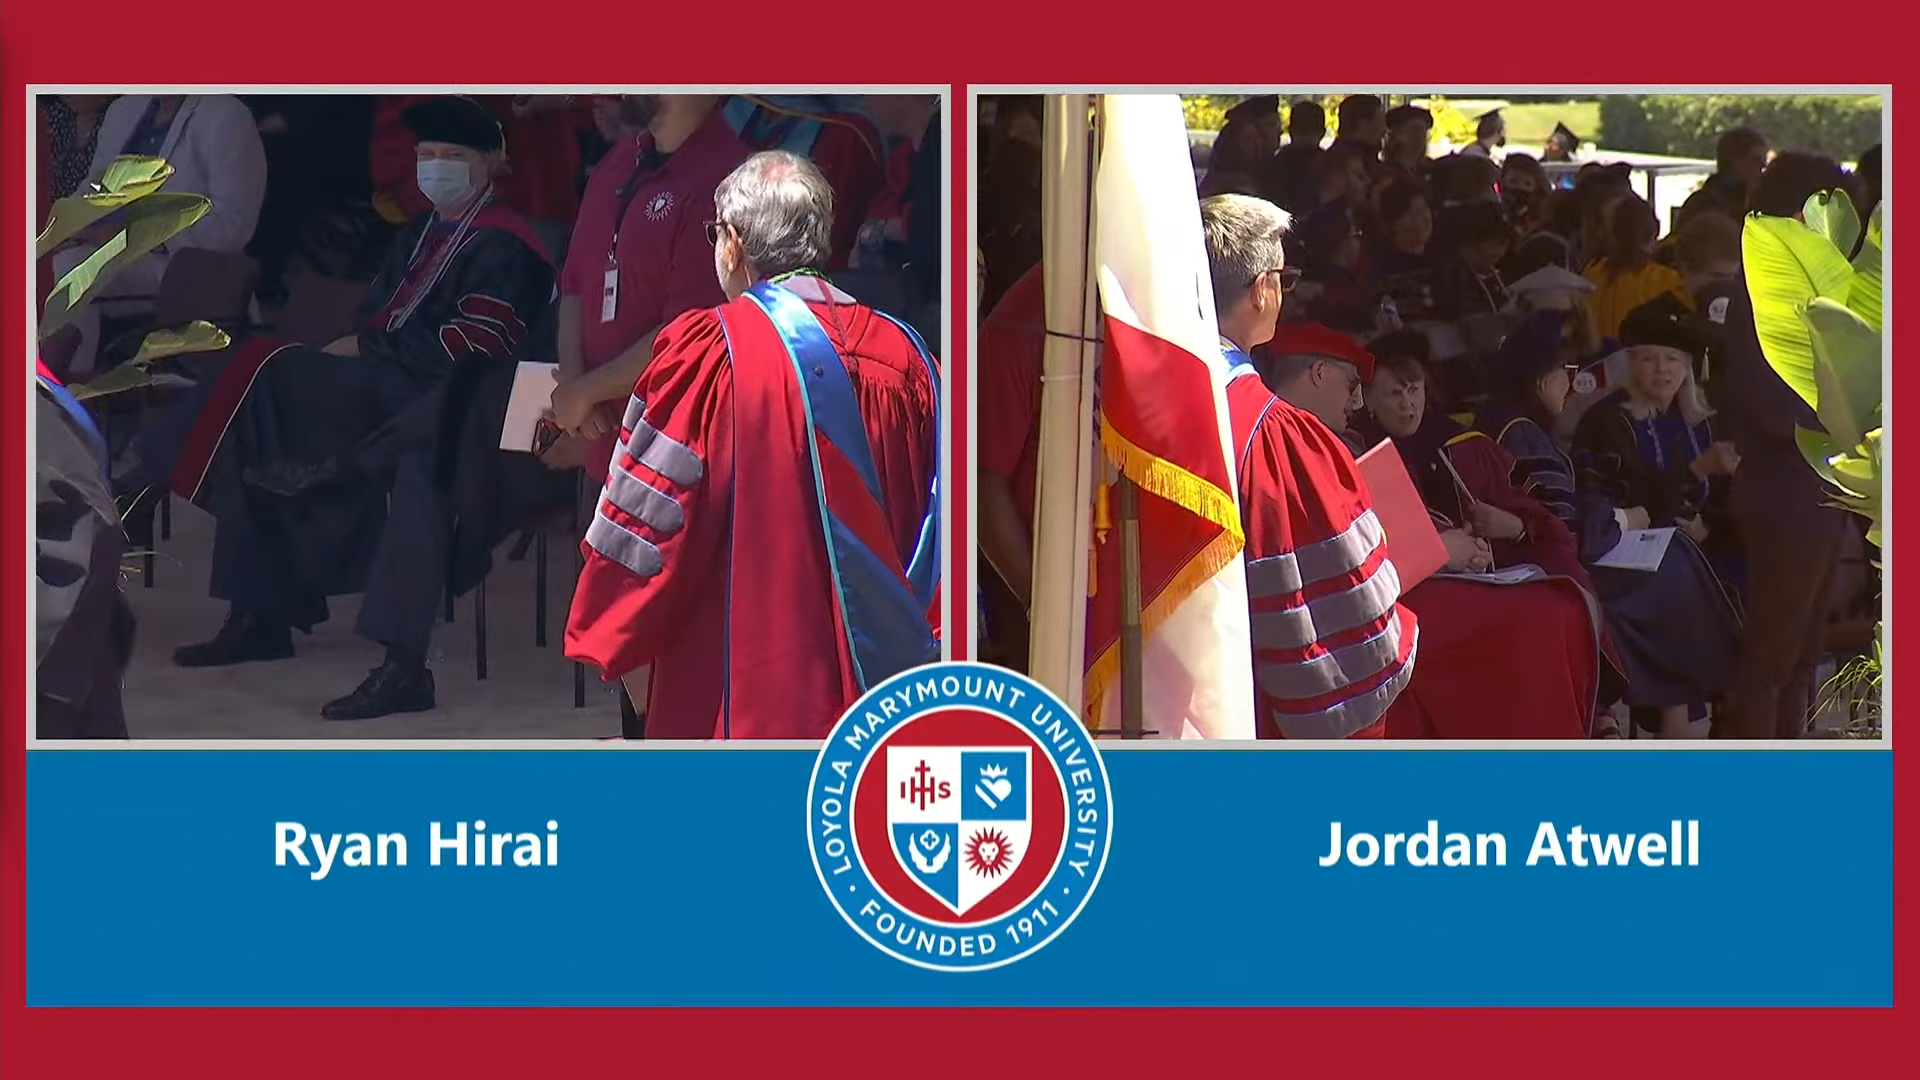 Ryan Hirai
Jordan Atwell
LOYOLA MARYMOUNT UNIVERSITY
IHS
· FOUNDED 1911 ·